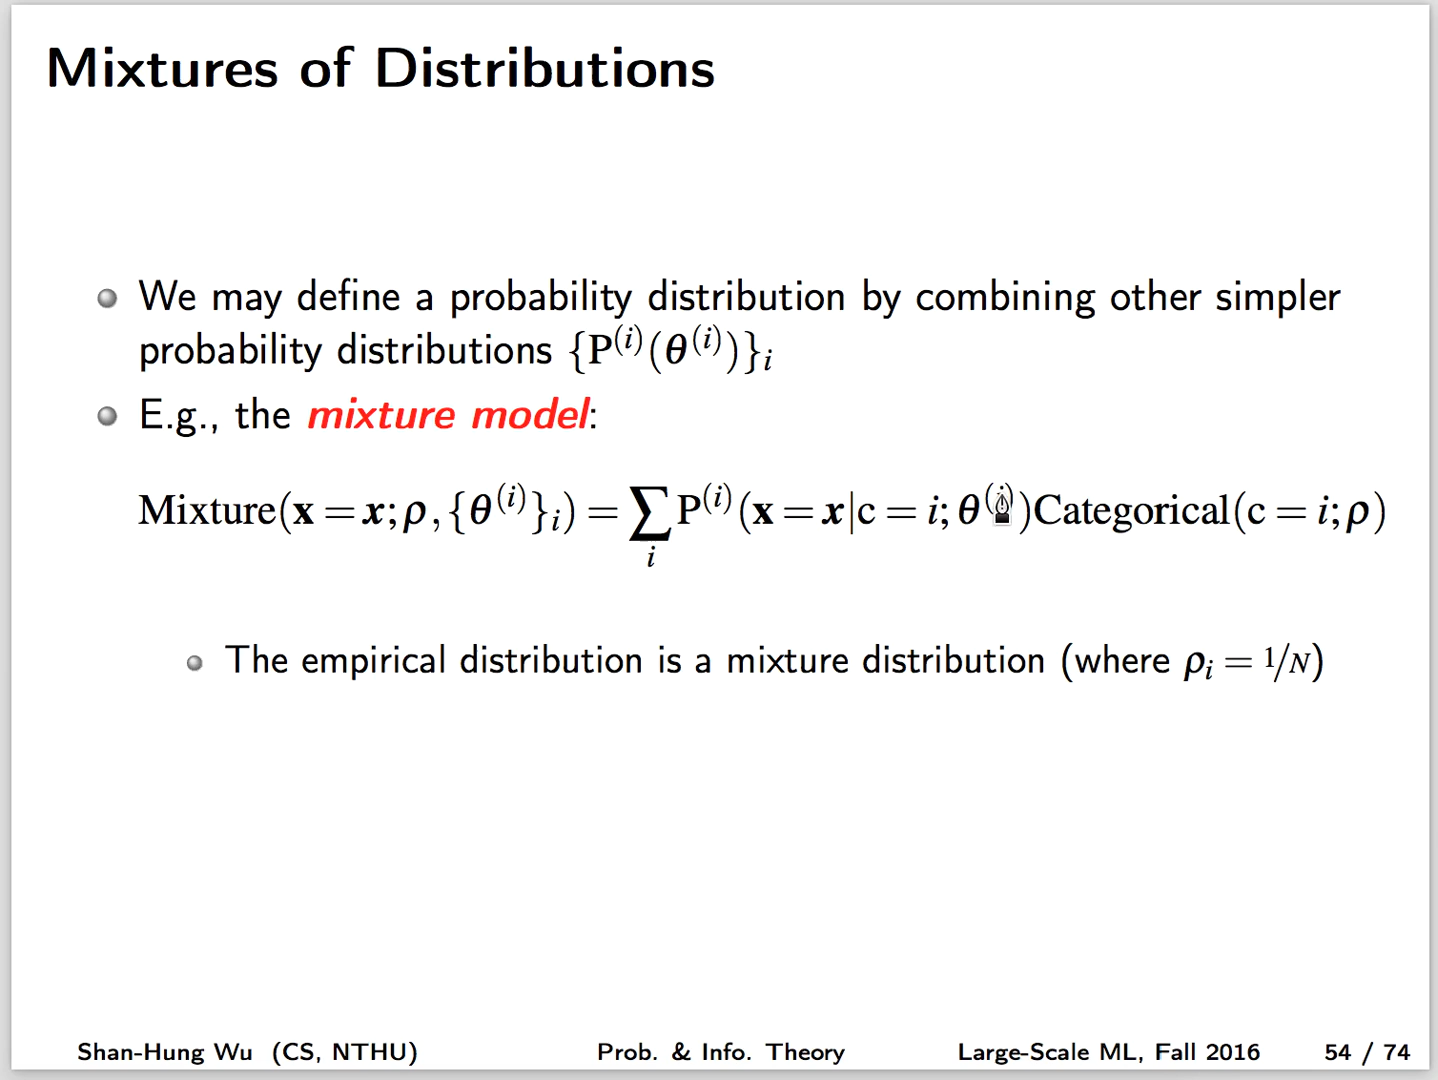 Mixtures of Distributions
We may define a probability distribution by combining other simpler
probability distributions {P^(i)(θ^(i))}_i
E.g., the mixture model:
Mixture(x = x; ρ, {θ^(i)}_i) = ∑_i P^(i)(x = x|c = i; θ^(i))Categorical(c = i; ρ)
The empirical distribution is a mixture distribution (where ρ_i = 1/N)
Shan-Hung Wu (CS, NTHU) Prob. & Info. Theory Large-Scale ML, Fall 2016 54 / 74